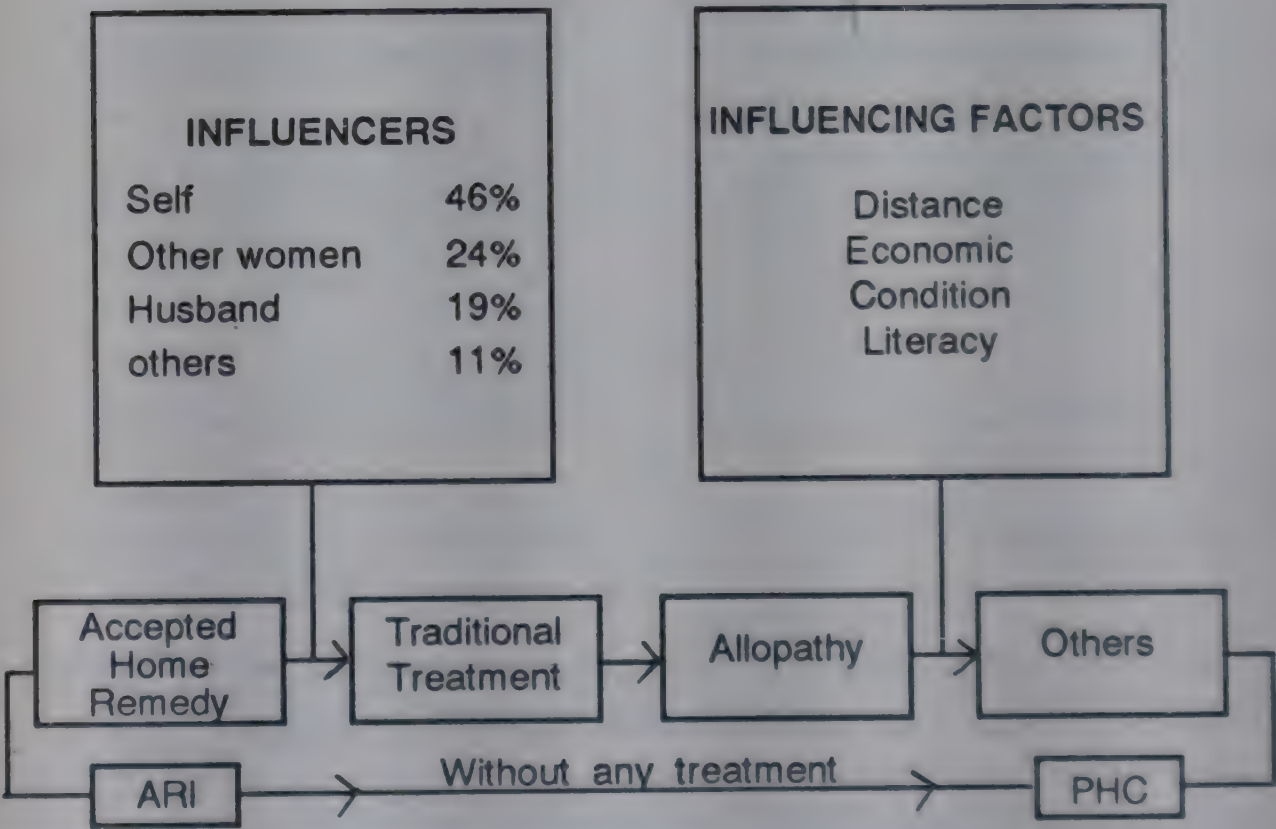 INFLUENCERS
Self 46%
Other women 24%
Husband 19%
others 11%
INFLUENCING FACTORS
Distance
Economic
Condition
Literacy
Accepted
Home
Remedy
Traditional
Treatment
Allopathy
Others
ARI
Without any treatment
PHC